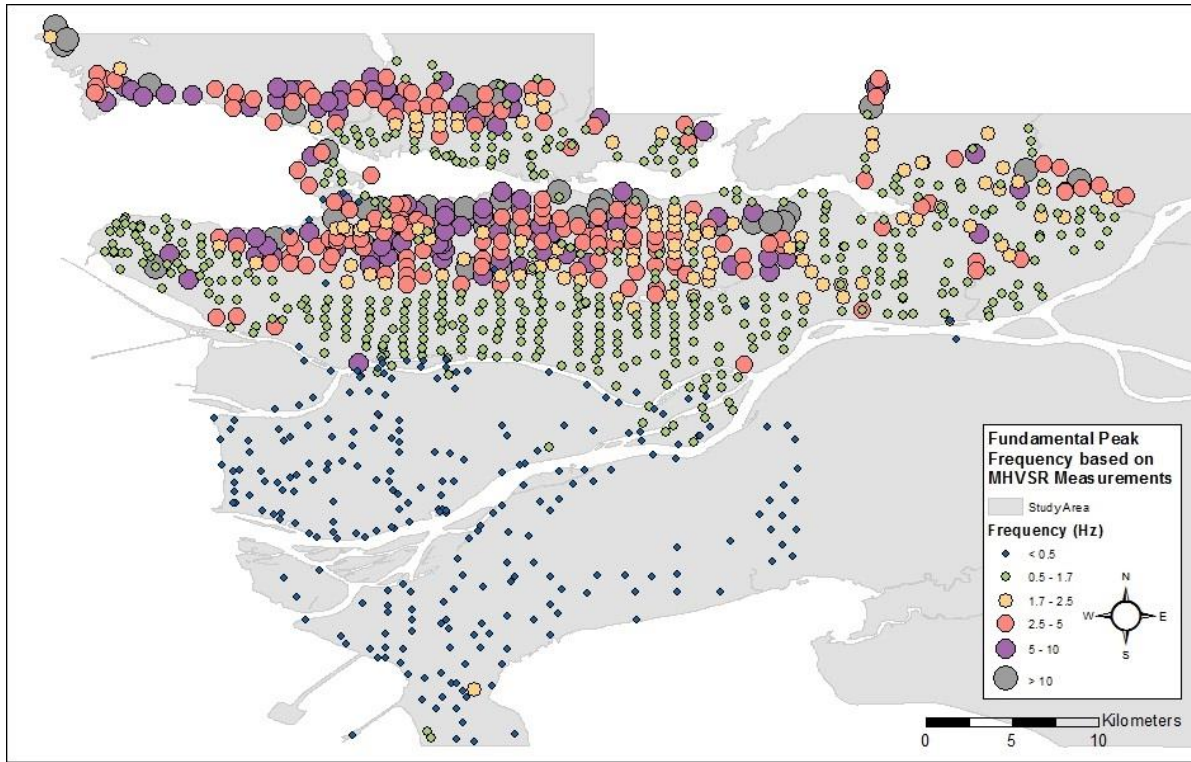 Fundamental Peak
Frequency based on
MHVSR Measurements
Study Area
Frequency (Hz)
< 0.5
0.5 - 1.7
1.7 - 2.5
2.5 - 5
5 - 10
> 10
N
W E
S
Kilometers
0 5 10